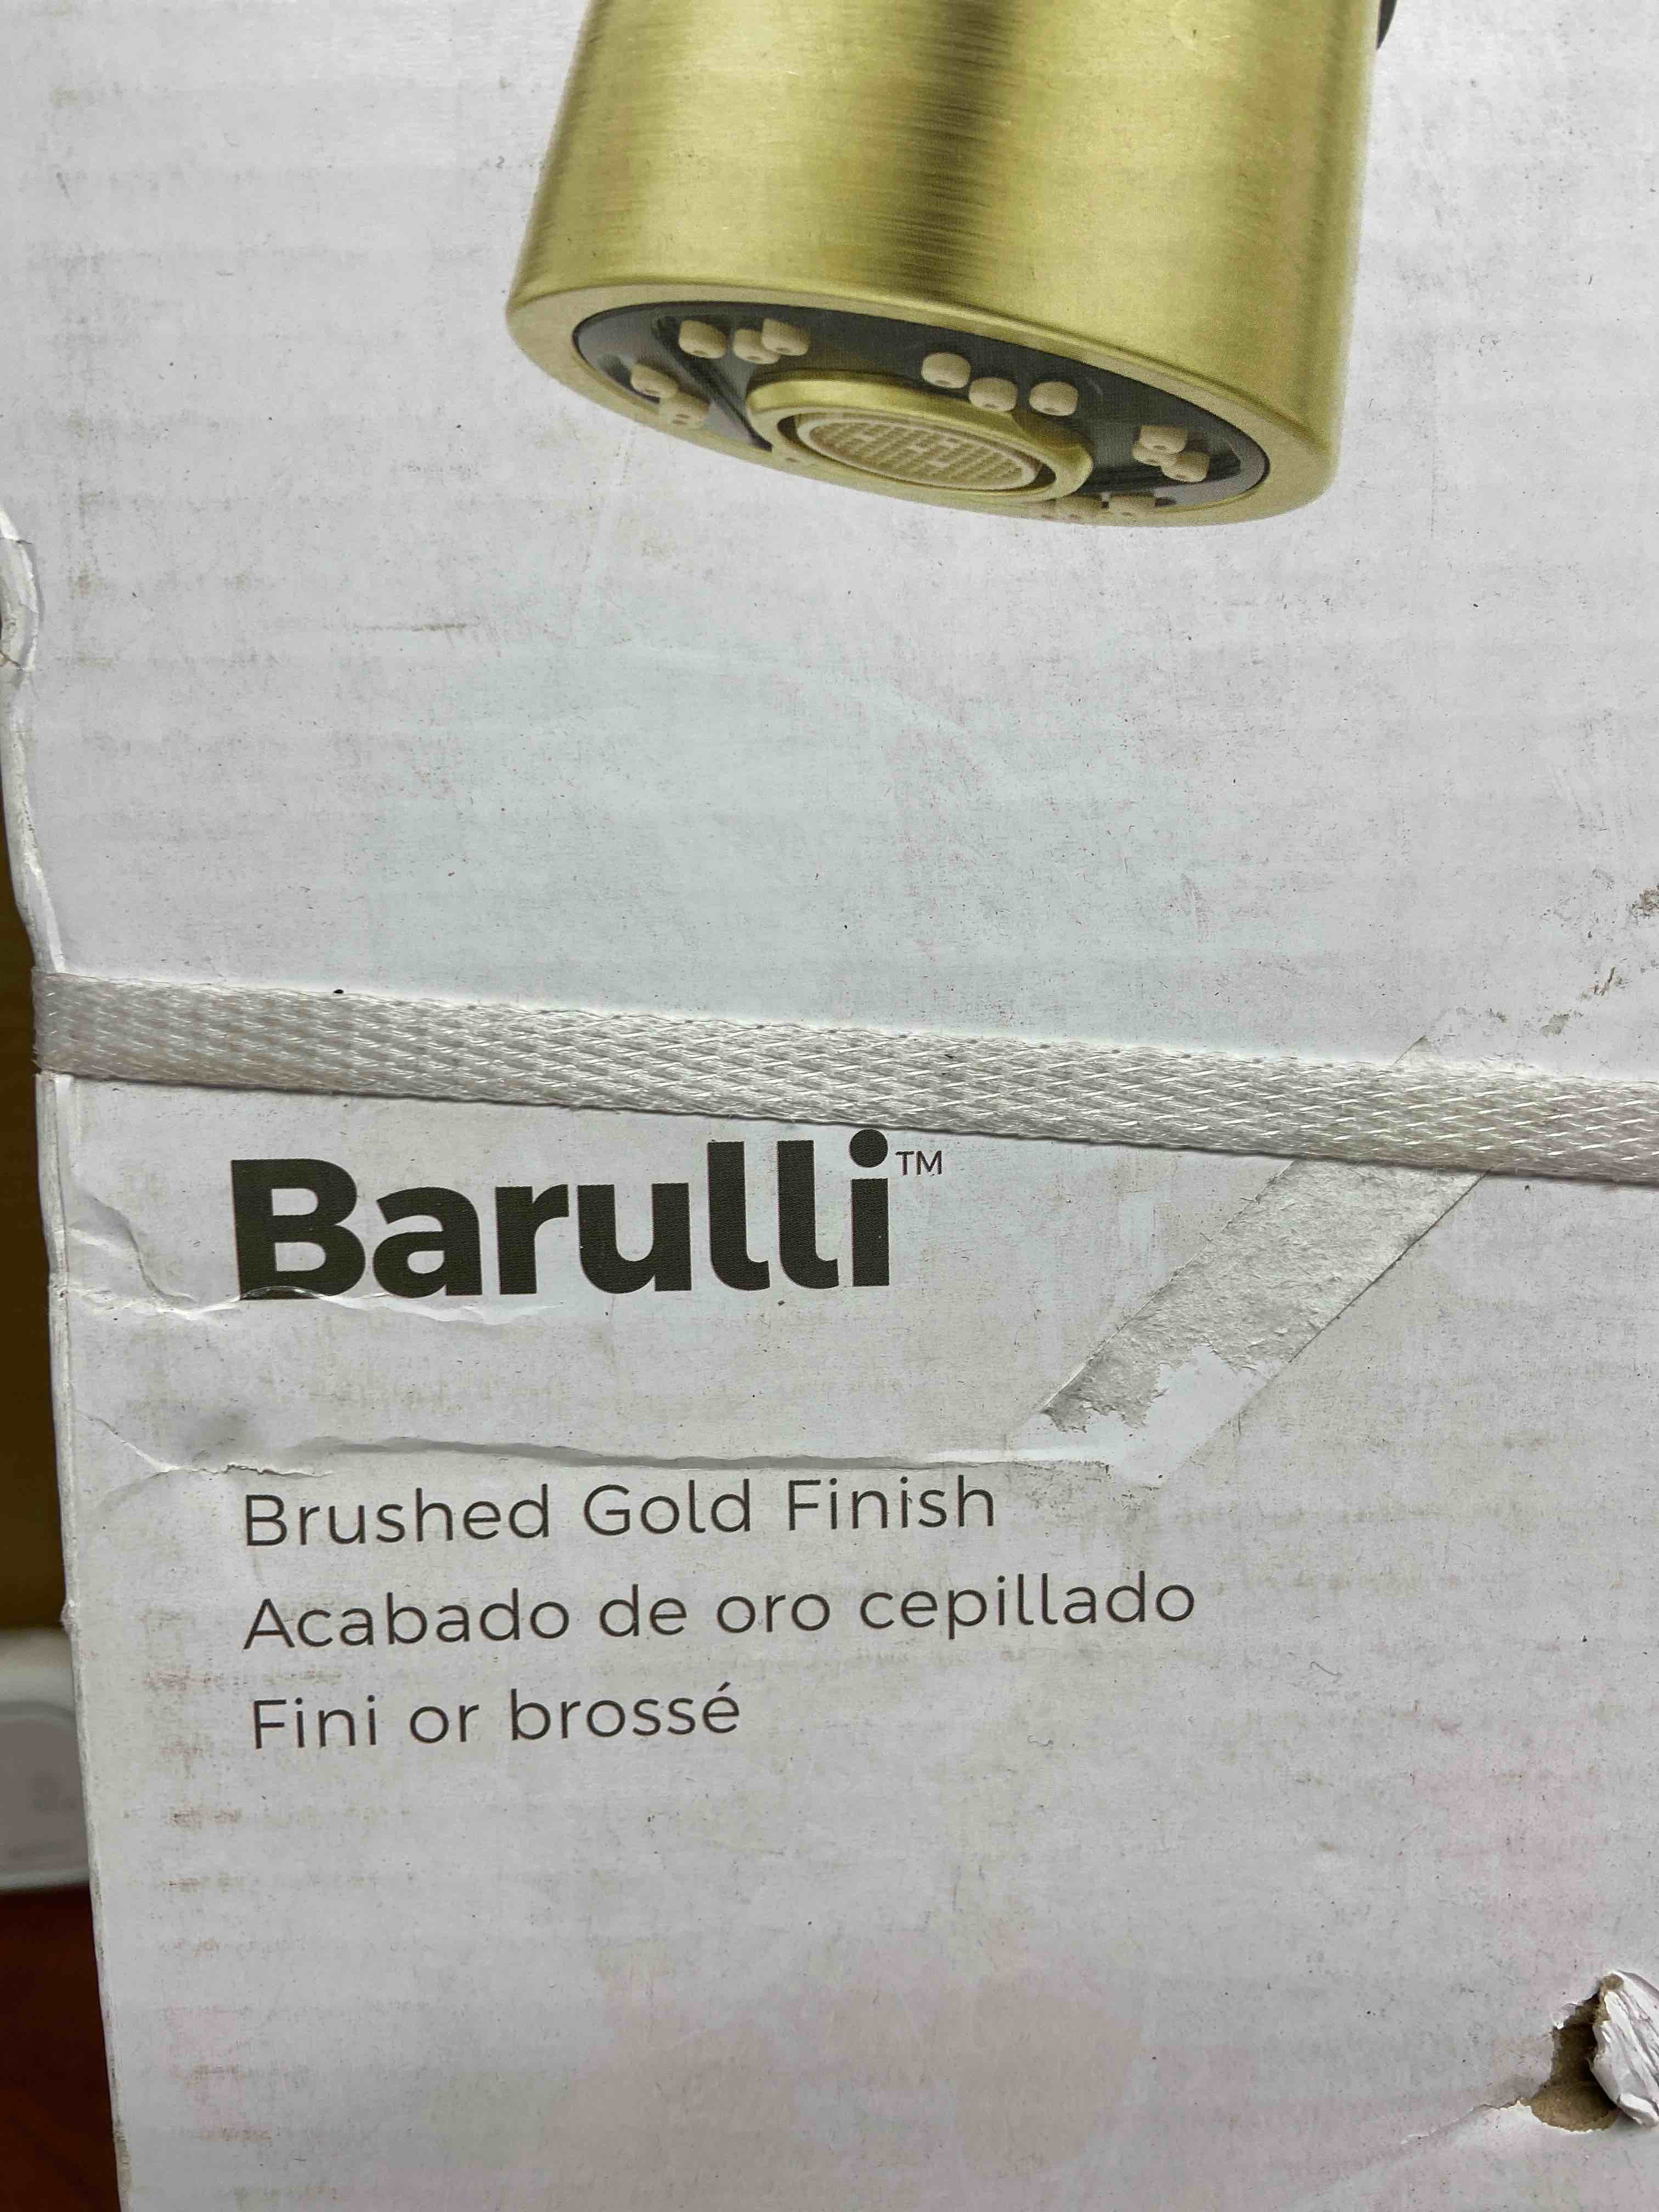 Barulli™
Brushed Gold Finish
Acabado de oro cepillado
Fini or brossé